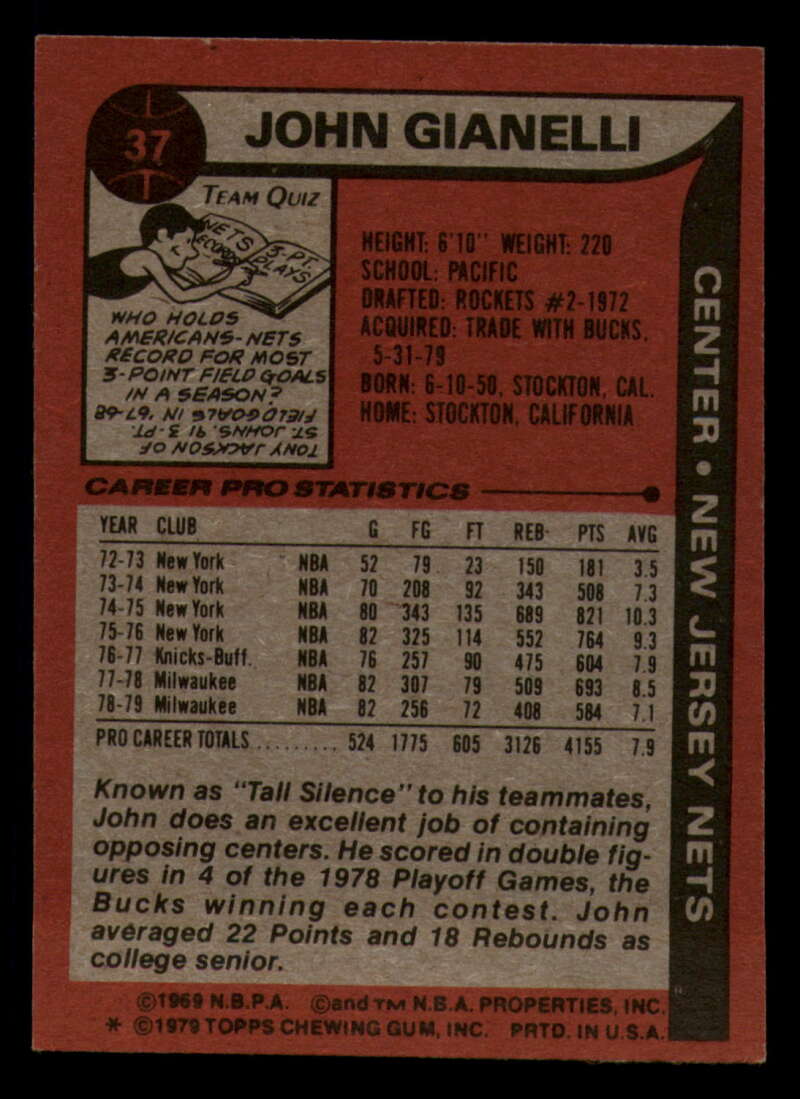 37
JOHN GIANELLI
TEAM QUIZ
NETS RECORDS
3-PT. PLAYS
WHO HOLDS
AMERICANS-NETS
RECORD FOR MOST
3-POINT FIELD GOALS
IN A SEASON?
TONY JACKSON OF
ST. JOHNS, 91 3-PT.
FIELD GOALS IN '67-68
HEIGHT: 6'10" WEIGHT: 220
SCHOOL: PACIFIC
DRAFTED: ROCKETS #2-1972
ACQUIRED: TRADE WITH BUCKS,
5-31-79
BORN: 6-10-50, STOCKTON, CAL.
HOME: STOCKTON, CALIFORNIA
CENTER • NEW JERSEY NETS
CAREER PRO STATISTICS
YEAR CLUB G FG FT REB PTS AVG
72-73 New York NBA 52 79 23 150 181 3.5
73-74 New York NBA 70 208 92 343 508 7.3
74-75 New York NBA 80 343 135 689 821 10.3
75-76 New York NBA 82 325 114 552 764 9.3
76-77 Knicks-Buff. NBA 76 257 90 475 604 7.9
77-78 Milwaukee NBA 82 307 79 509 693 8.5
78-79 Milwaukee NBA 82 256 72 408 584 7.1
PRO CAREER TOTALS.......... 524 1775 605 3126 4155 7.9
Known as "Tall Silence" to his teammates,
John does an excellent job of containing
opposing centers. He scored in double fig-
ures in 4 of the 1978 Playoff Games, the
Bucks winning each contest. John
averaged 22 Points and 18 Rebounds as
college senior.
©1969 N.B.P.A. ©and TM N.B.A. PROPERTIES, INC.
* ©1979 TOPPS CHEWING GUM, INC. PRTD. IN U.S.A.